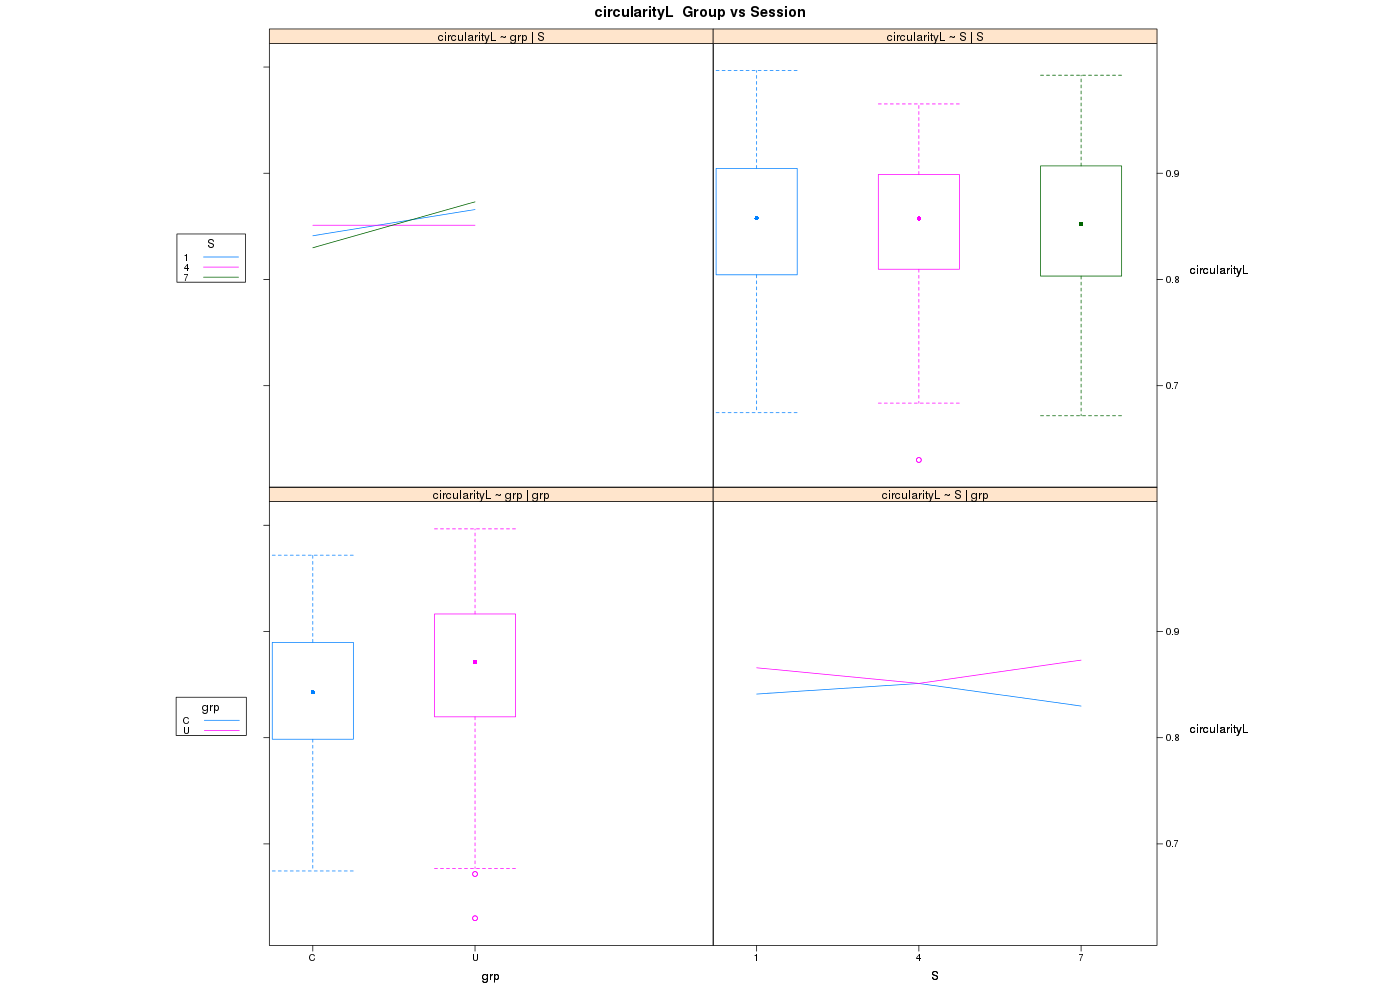 circularityL  Group vs Session
circularityL ~ grp | S
circularityL ~ S | S
S
1
4
7
0.9
0.8
0.7
circularityL
circularityL ~ grp | grp
circularityL ~ S | grp
grp
C
U
0.9
0.8
0.7
circularityL
C
U
1
4
7
grp
S